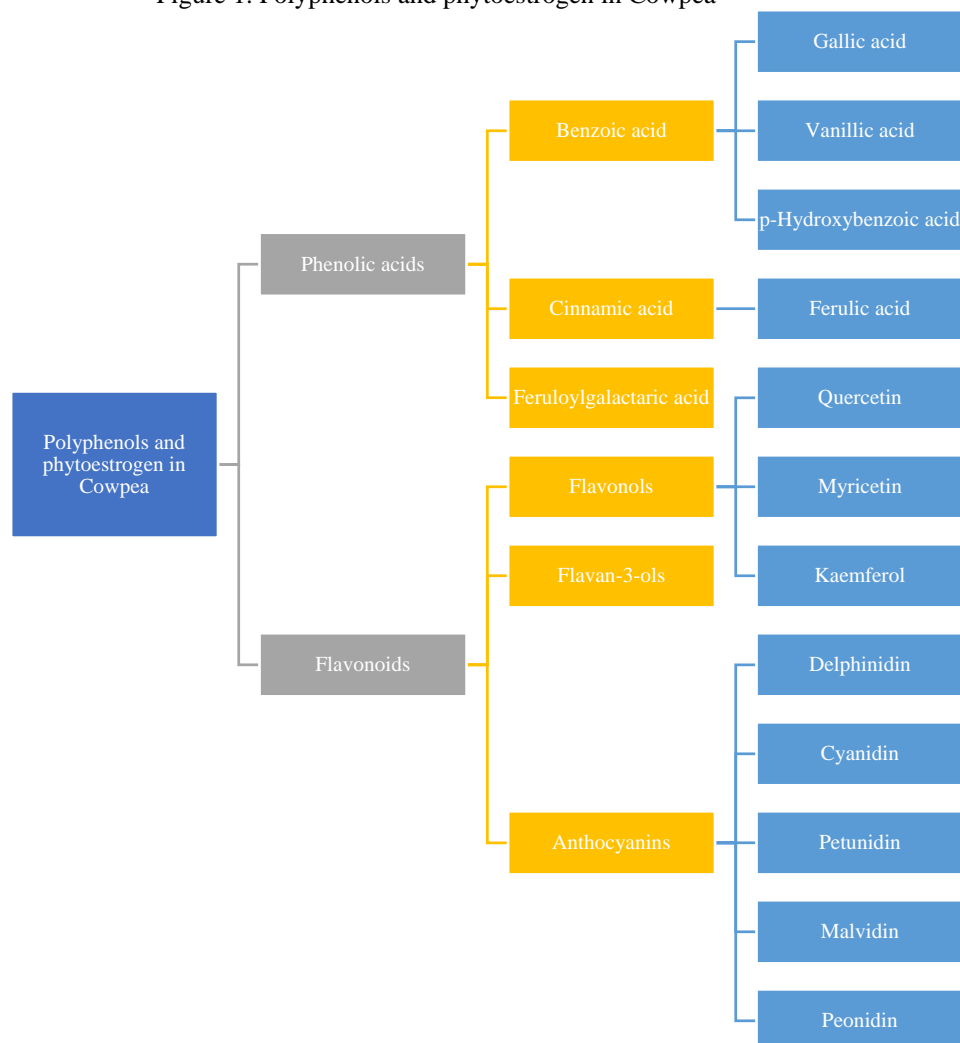 Figure 1: Polyphenols and phytoestrogen in Cowpea
Polyphenols and
phytoestrogen in
Cowpea
Phenolic acids
Benzoic acid
Gallic acid
Vanillic acid
p-Hydroxybenzoic acid
Cinnamic acid
Ferulic acid
Feruloylgalactaric acid
Flavonoids
Flavonols
Quercetin
Myricetin
Kaemferol
Flavan-3-ols
Anthocyanins
Delphinidin
Cyanidin
Petunidin
Malvidin
Peonidin